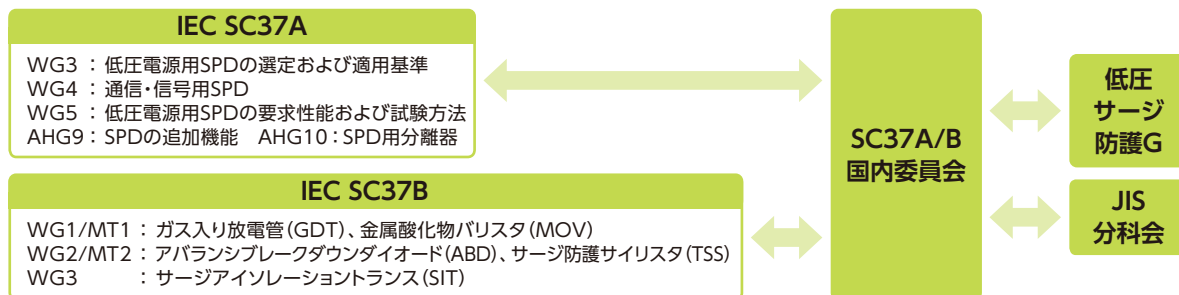 IEC SC37A
WG3 : 低圧電源用SPDの選定および適用基準
WG4 : 通信・信号用SPD
WG5 : 低圧電源用SPDの要求性能および試験方法
AHG9 : SPDの追加機能 AHG10 : SPD用分離器
IEC SC37B
WG1/MT1 : ガス入り放電管(GDT)、金属酸化物バリスタ(MOV)
WG2/MT2 : アバランシブレークダウンダイオード(ABD)、サージ防護サイリスタ(TSS)
WG3 : サージアイソレーショントランス(SIT)
SC37A/B
国内委員会
低圧
サージ
防護G
JIS
分科会